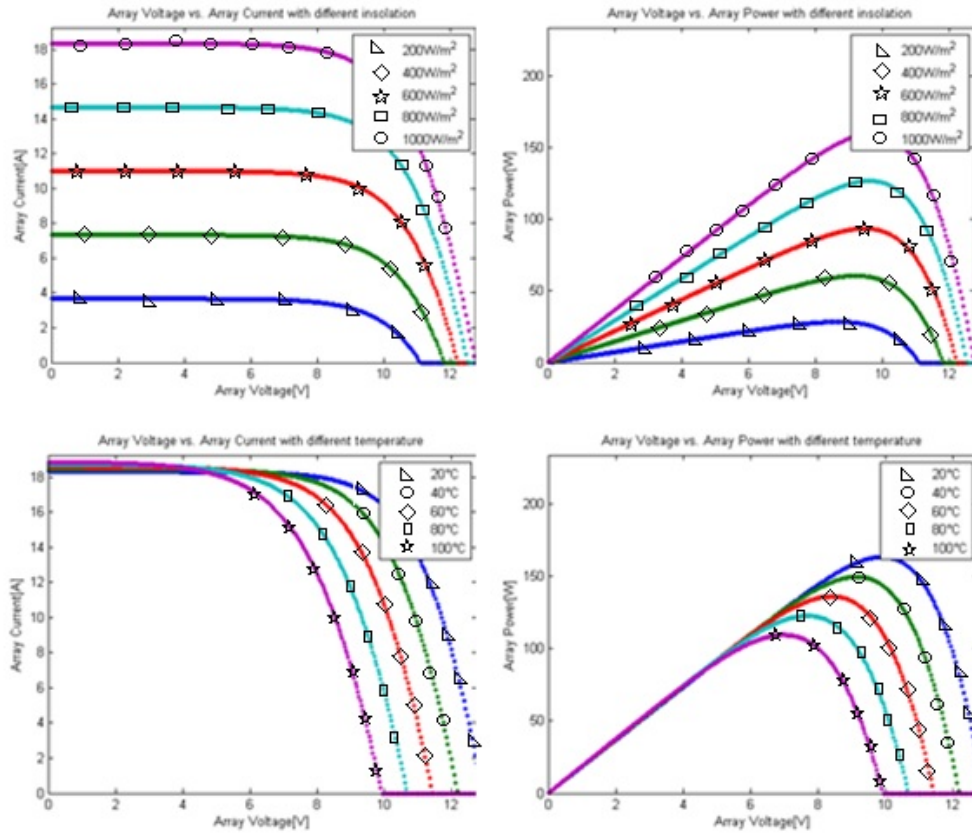 Array Voltage vs. Array Current with different insolation
18
16
14
12
10
8
6
4
2
0
Array Current[A]
0 2 4 6 8 10 12
Array Voltage[V]
200W/m²
400W/m²
600W/m²
800W/m²
1000W/m²
Array Voltage vs. Array Power with different insolation
200
150
100
50
0
Array Power[W]
0 2 4 6 8 10 12
Array Voltage[V]
200W/m²
400W/m²
600W/m²
800W/m²
1000W/m²
Array Voltage vs. Array Current with different temperature
18
16
14
12
10
8
6
4
2
0
Array Current[A]
0 2 4 6 8 10 12
Array Voltage[V]
20°C
40°C
60°C
80°C
100°C
Array Voltage vs. Array Power with different temperature
200
150
100
50
0
Array Power[W]
0 2 4 6 8 10 12
Array Voltage[V]
20°C
40°C
60°C
80°C
100°C